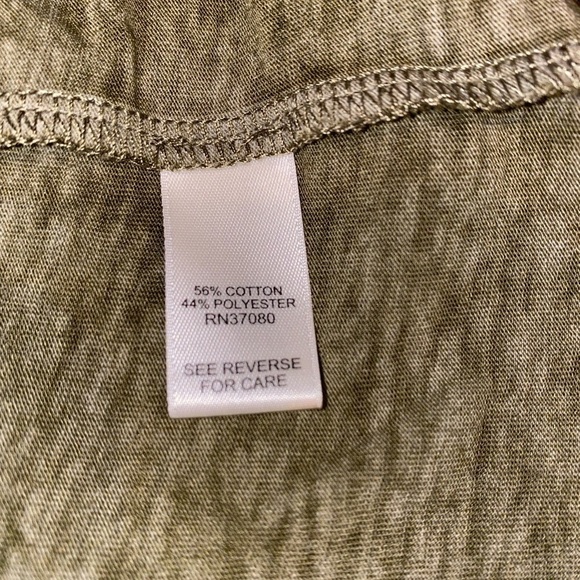 56% COTTON
44% POLYESTER
RN37080
SEE REVERSE
FOR CARE